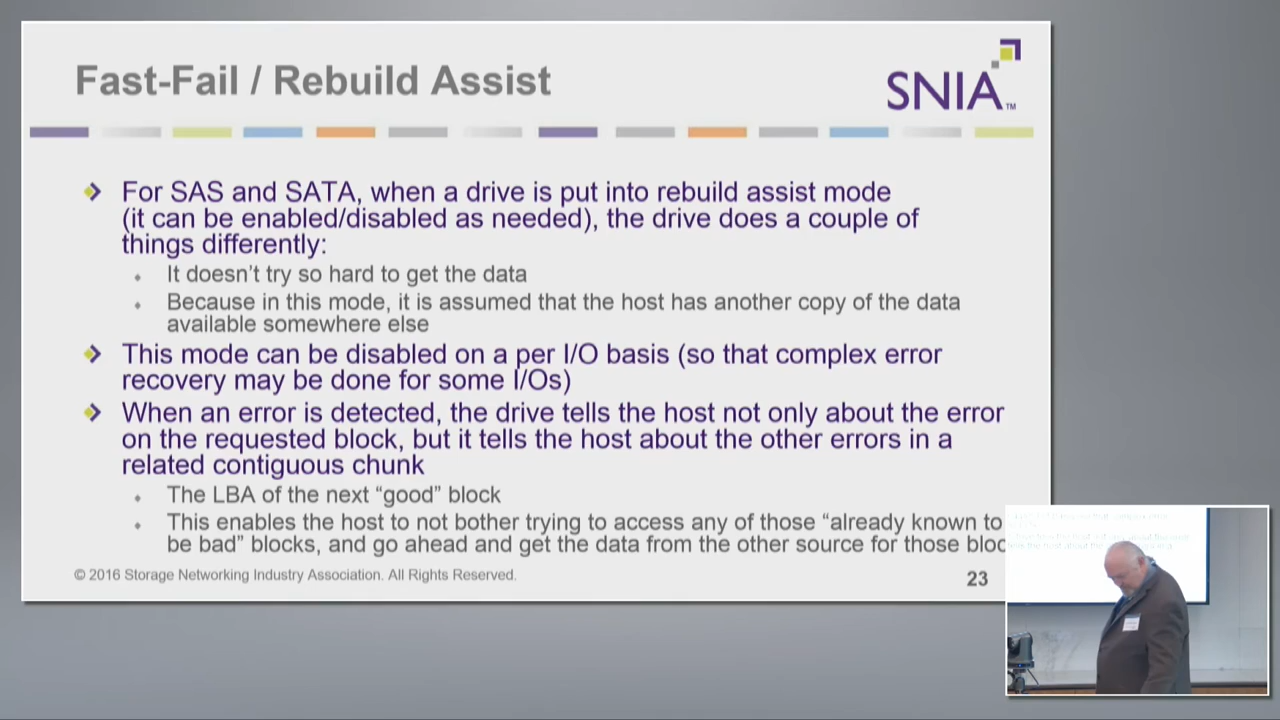 Fast-Fail / Rebuild Assist
SNIA™
For SAS and SATA, when a drive is put into rebuild assist mode
(it can be enabled/disabled as needed), the drive does a couple of
things differently:
It doesn't try so hard to get the data
Because in this mode, it is assumed that the host has another copy of the data
available somewhere else
This mode can be disabled on a per I/O basis (so that complex error
recovery may be done for some I/Os)
When an error is detected, the drive tells the host not only about the error
on the requested block, but it tells the host about the other errors in a
related contiguous chunk
The LBA of the next "good" block
This enables the host to not bother trying to access any of those "already known to
be bad" blocks, and go ahead and get the data from the other source for those bloc
© 2016 Storage Networking Industry Association. All Rights Reserved.
23